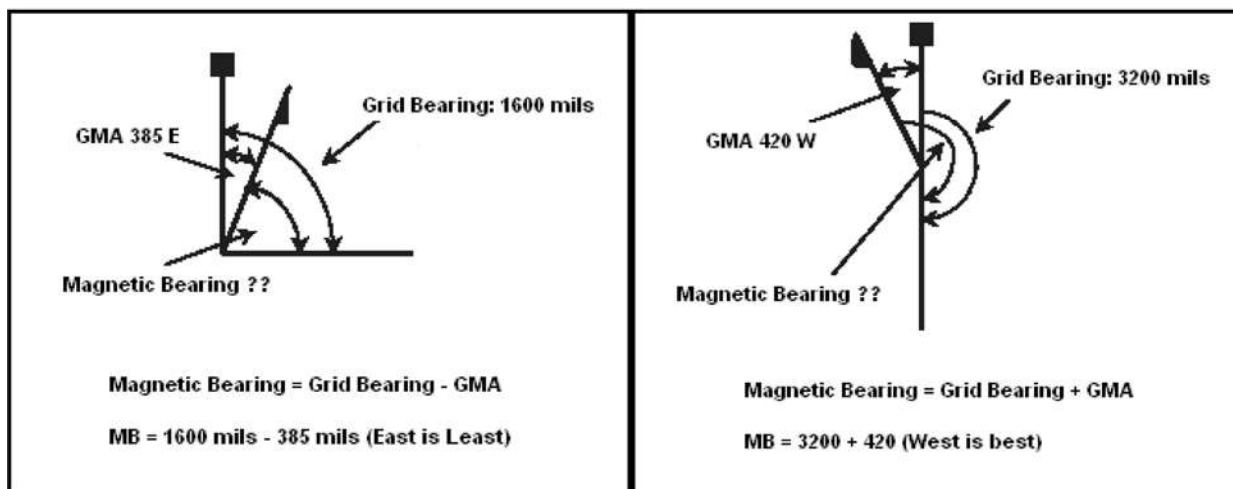 GMA 385 E
Grid Bearing: 1600 mils
Magnetic Bearing ??
Magnetic Bearing = Grid Bearing - GMA
MB = 1600 mils - 385 mils (East is Least)
Grid Bearing: 3200 mils
GMA 420 W
Magnetic Bearing ??
Magnetic Bearing = Grid Bearing + GMA
MB = 3200 + 420 (West is best)